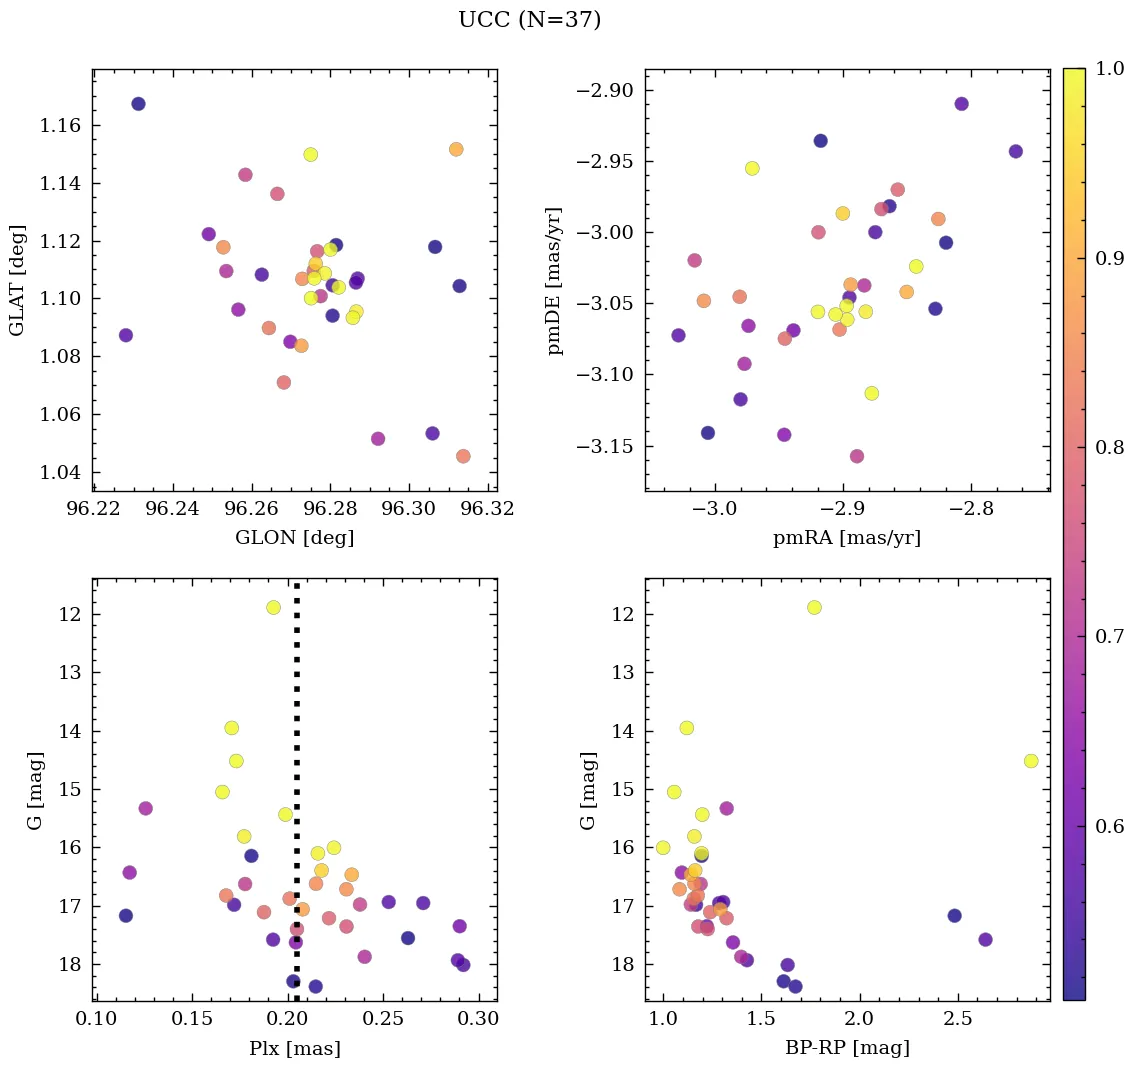 UCC (N=37)
1.16
1.14
1.12
1.10
1.08
1.06
1.04
GLAT [deg]
96.22 96.24 96.26 96.28 96.30 96.32
GLON [deg]
−2.90
−2.95
−3.00
−3.05
−3.10
−3.15
pmDE [mas/yr]
−3.0 −2.9 −2.8
pmRA [mas/yr]
12
13
14
15
16
17
18
G [mag]
0.10 0.15 0.20 0.25 0.30
Plx [mas]
12
13
14
15
16
17
18
G [mag]
1.0 1.5 2.0 2.5
BP-RP [mag]
1.0
0.9
0.8
0.7
0.6